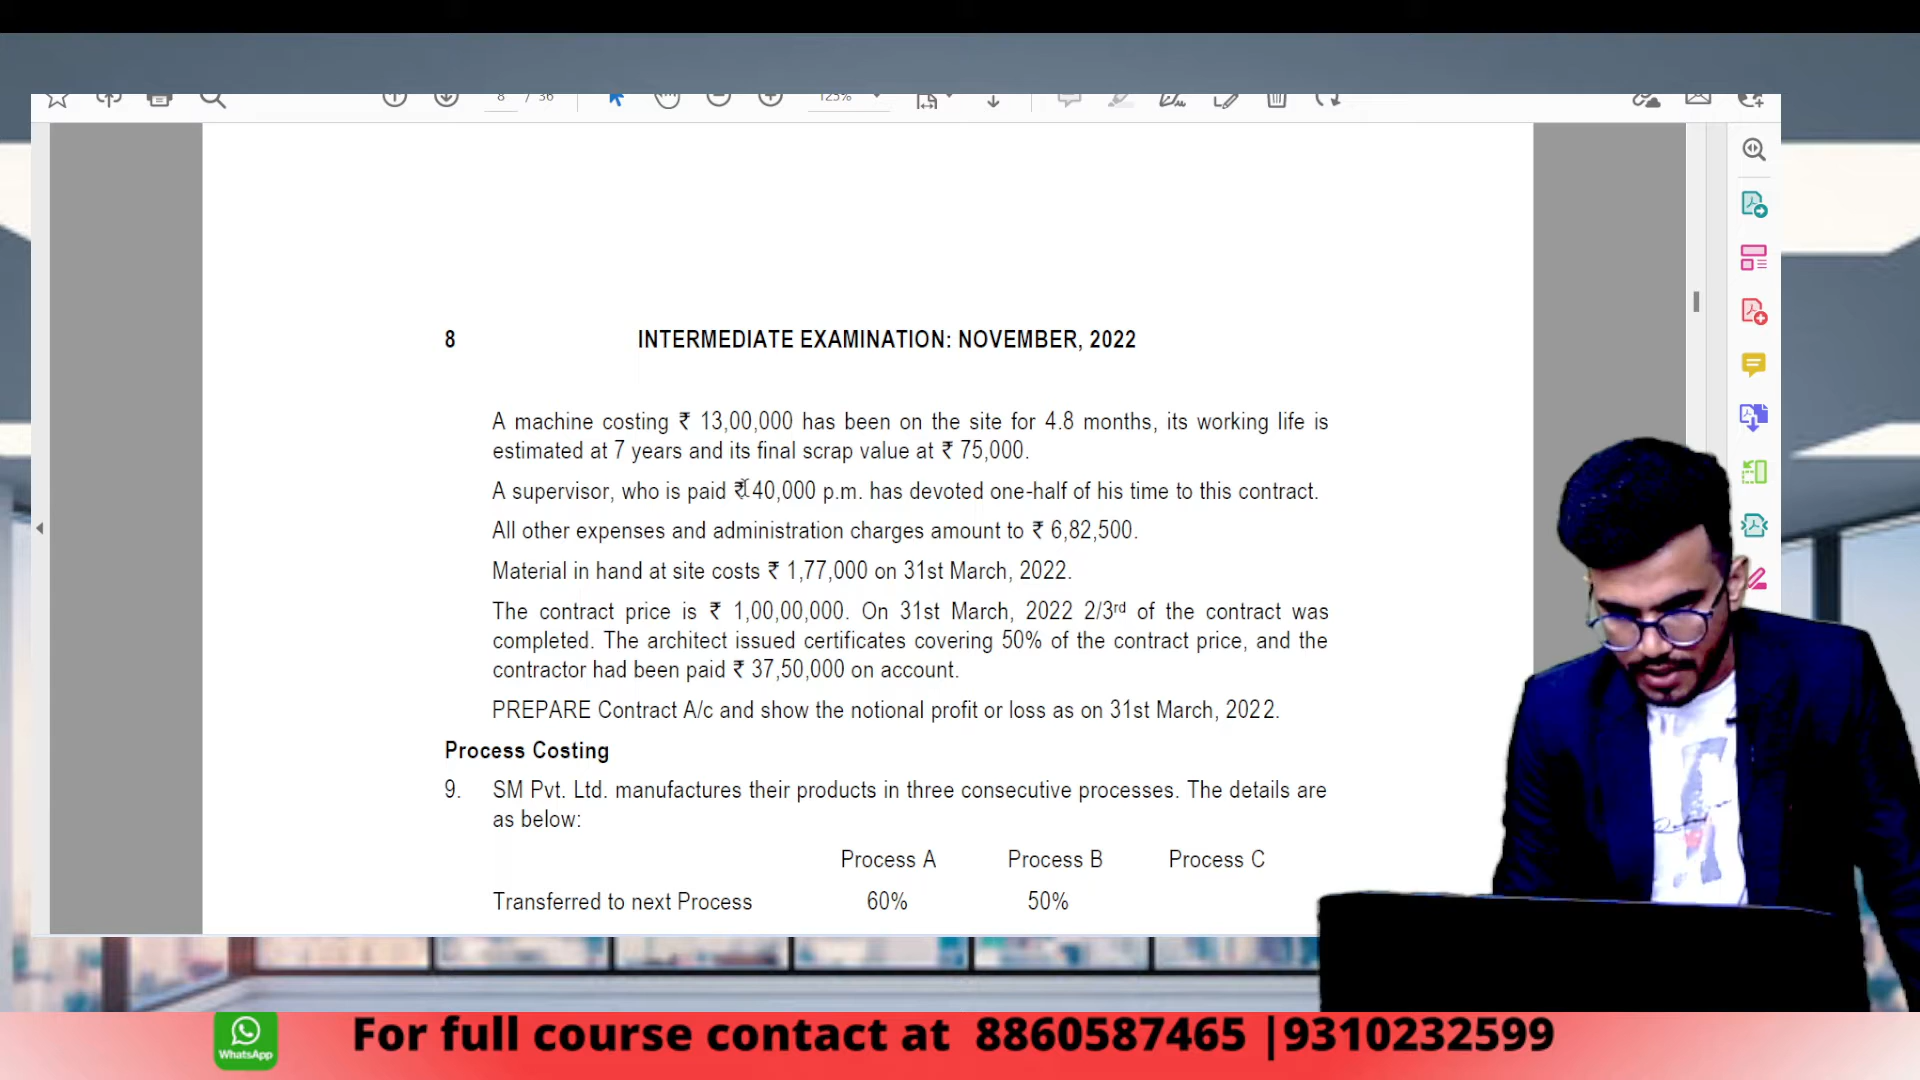 8 / 36
125%
8 INTERMEDIATE EXAMINATION: NOVEMBER, 2022
A machine costing ₹ 13,00,000 has been on the site for 4.8 months, its working life is
estimated at 7 years and its final scrap value at ₹ 75,000.
A supervisor, who is paid ₹ 40,000 p.m. has devoted one-half of his time to this contract.
All other expenses and administration charges amount to ₹ 6,82,500.
Material in hand at site costs ₹ 1,77,000 on 31st March, 2022.
The contract price is ₹ 1,00,00,000. On 31st March, 2022 2/3rd of the contract was
completed. The architect issued certificates covering 50% of the contract price, and the
contractor had been paid ₹ 37,50,000 on account.
PREPARE Contract A/c and show the notional profit or loss as on 31st March, 2022.
Process Costing
9. SM Pvt. Ltd. manufactures their products in three consecutive processes. The details are
as below:
Process A Process B Process C
Transferred to next Process 60% 50%
WhatsApp
For full course contact at 8860587465 |9310232599